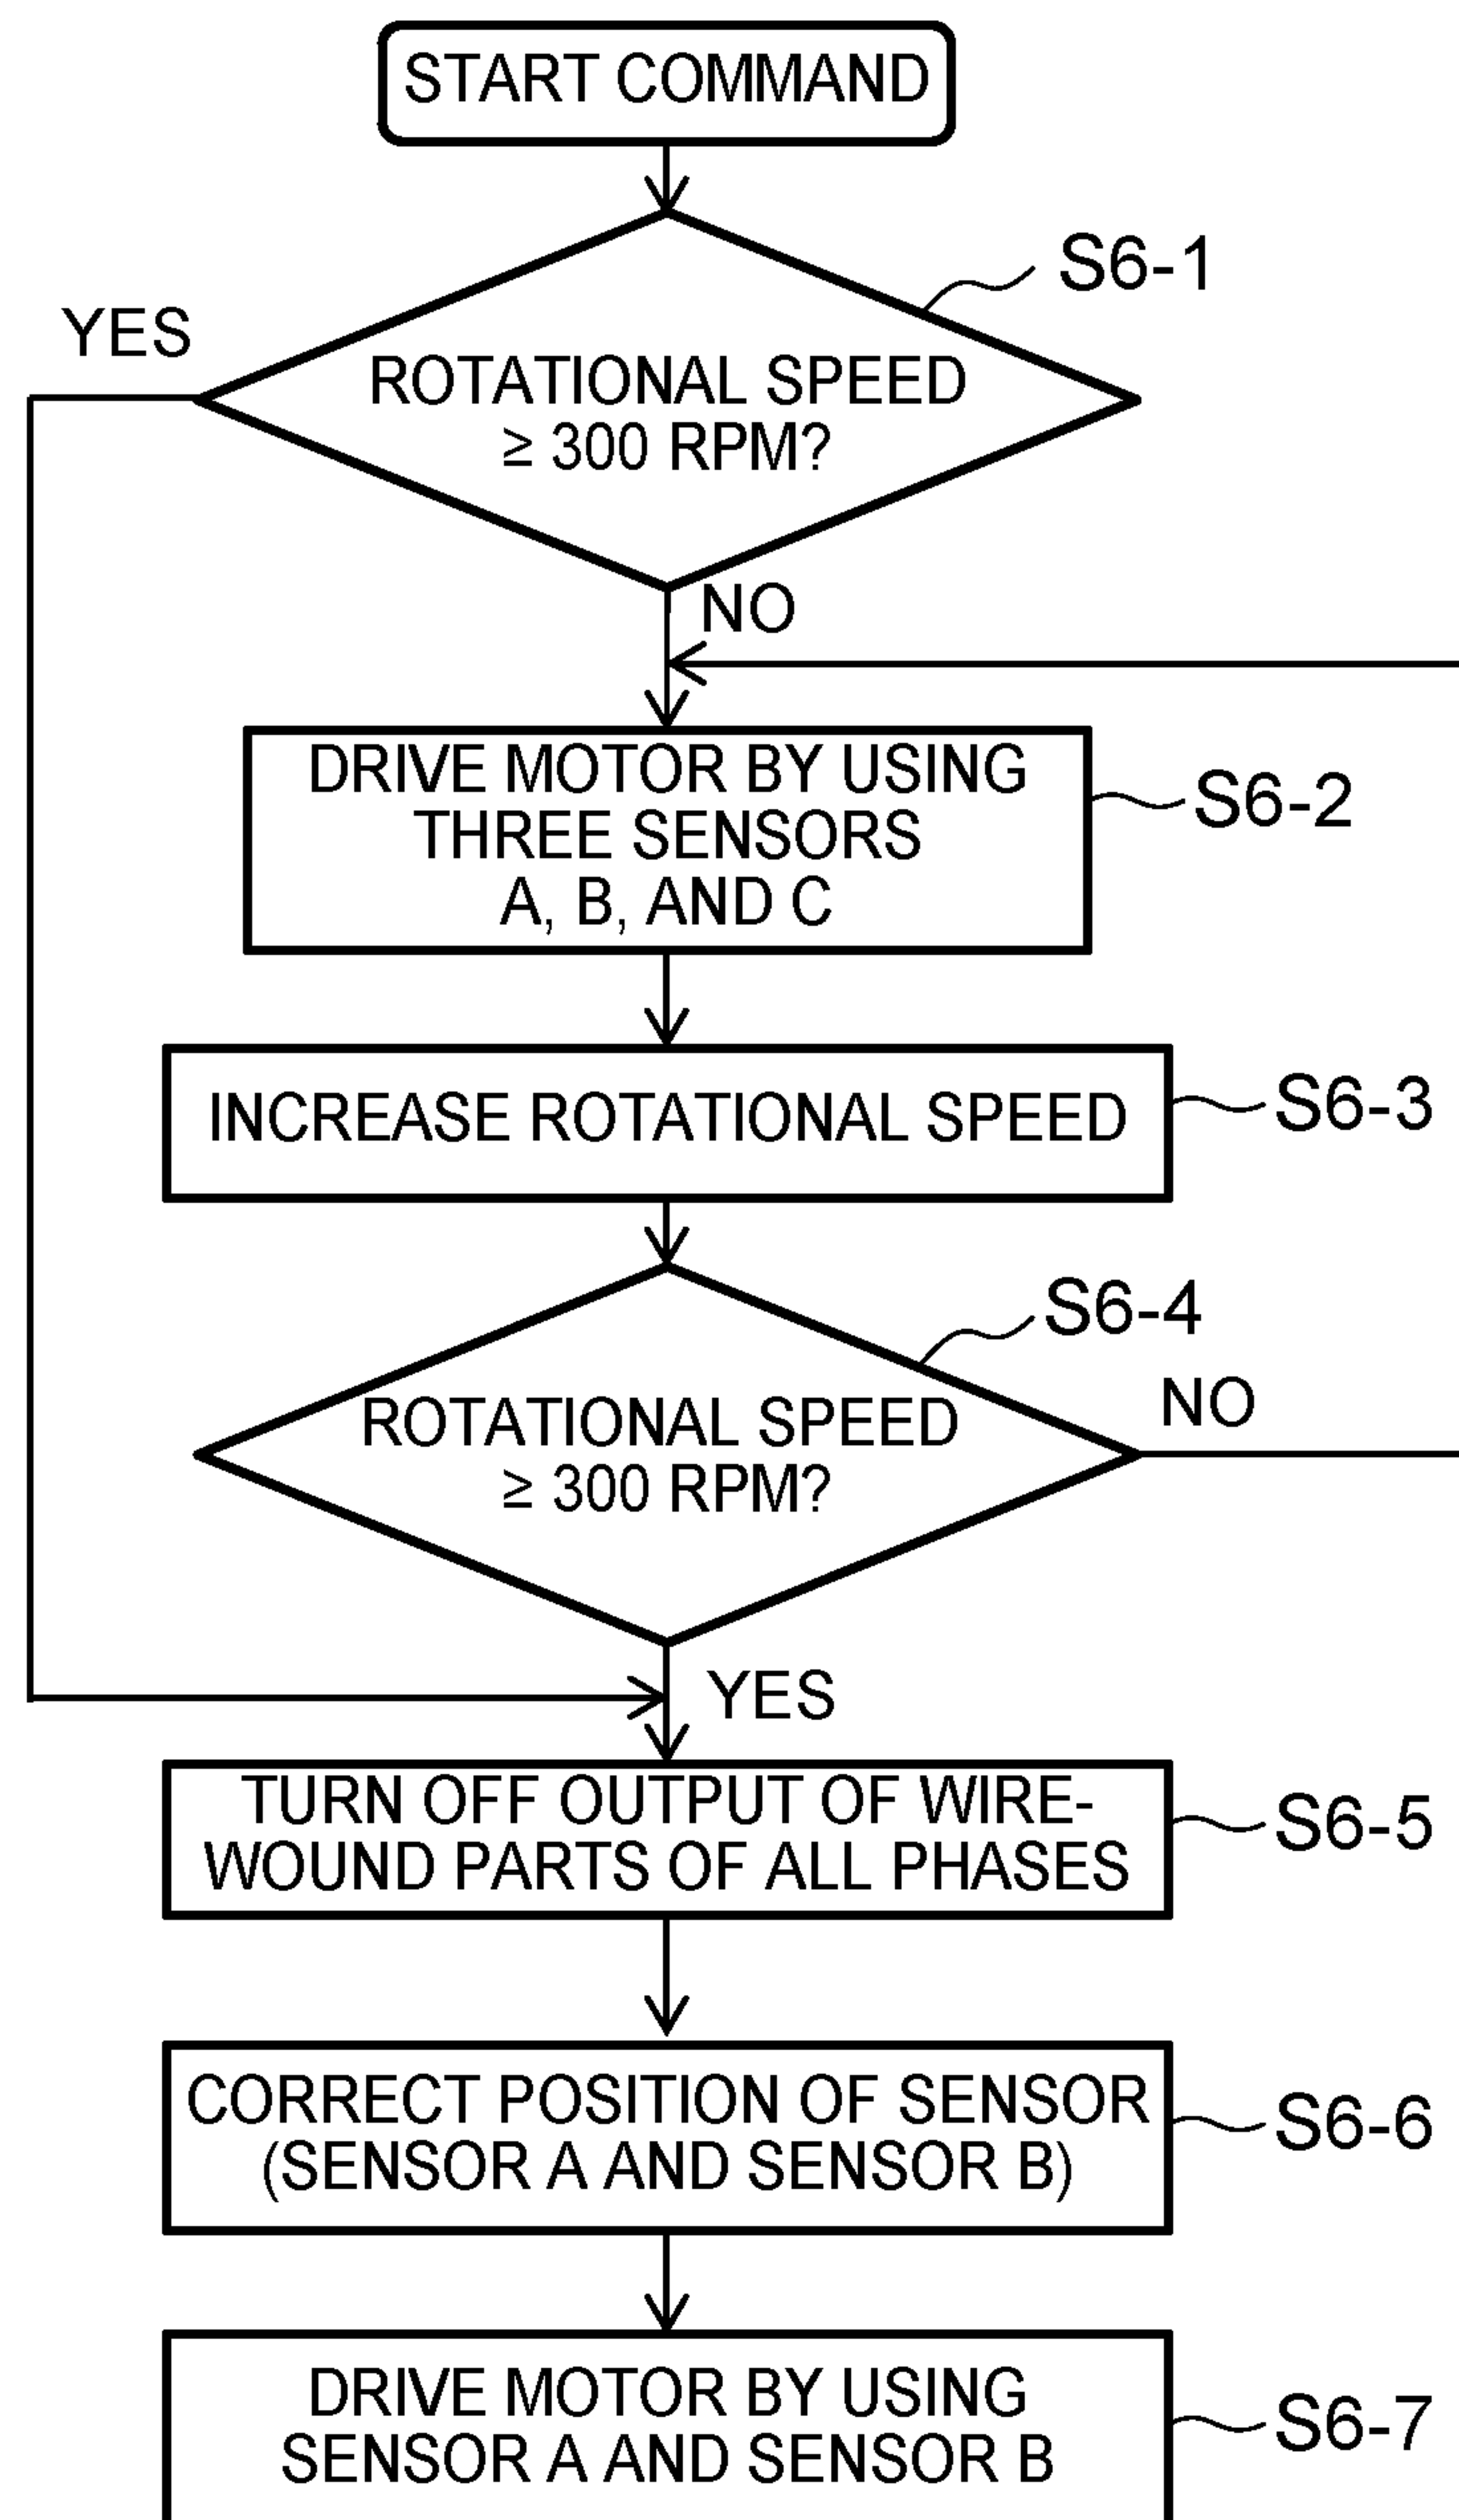 START COMMAND
S6-1
YES
ROTATIONAL SPEED
≥ 300 RPM?
NO
DRIVE MOTOR BY USING
THREE SENSORS
A, B, AND C
S6-2
INCREASE ROTATIONAL SPEED
S6-3
S6-4
ROTATIONAL SPEED
≥ 300 RPM?
NO
YES
TURN OFF OUTPUT OF WIRE-
WOUND PARTS OF ALL PHASES
S6-5
CORRECT POSITION OF SENSOR
(SENSOR A AND SENSOR B)
S6-6
DRIVE MOTOR BY USING
SENSOR A AND SENSOR B
S6-7